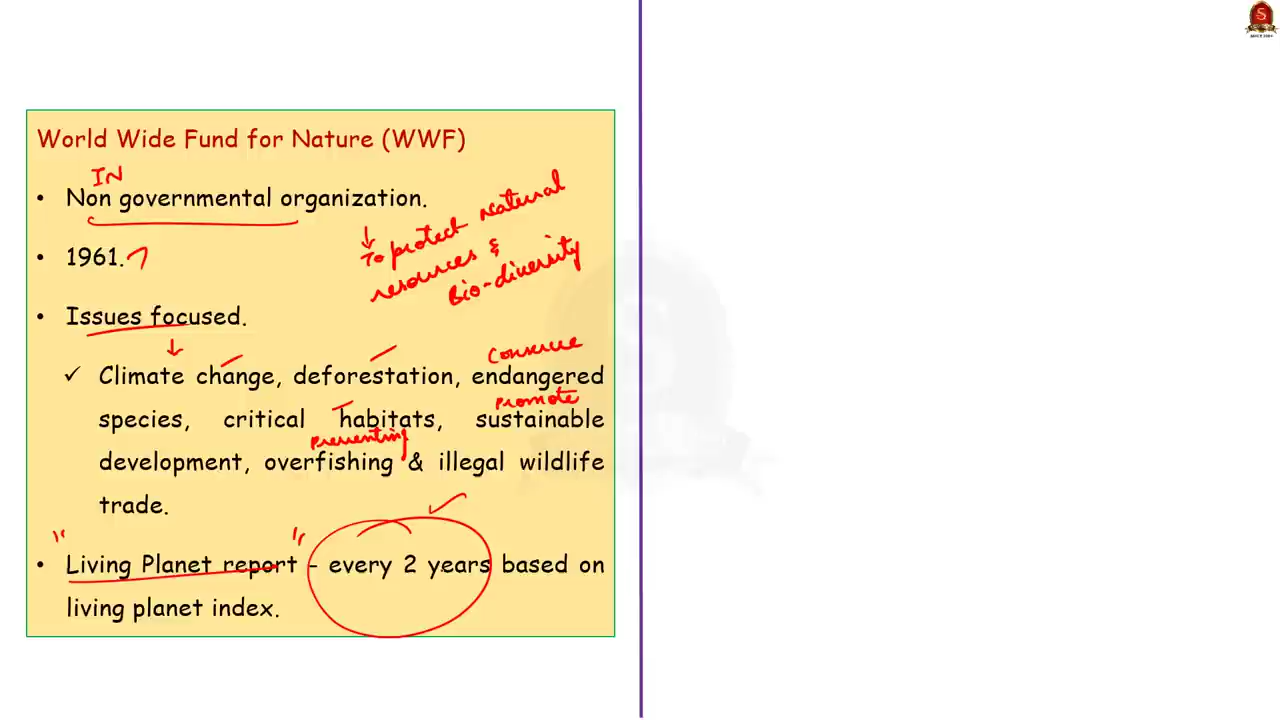 World Wide Fund for Nature (WWF)
IN
• Non governmental organization.
• 1961.
To protect natural
resources &
Bio-diversity
• Issues focused.
conserve
✓ Climate change, deforestation, endangered
promote
species, critical habitats, sustainable
preventing
development, overfishing & illegal wildlife
trade.
• "Living Planet report" - every 2 years based on
living planet index.
S
SINCE 2004